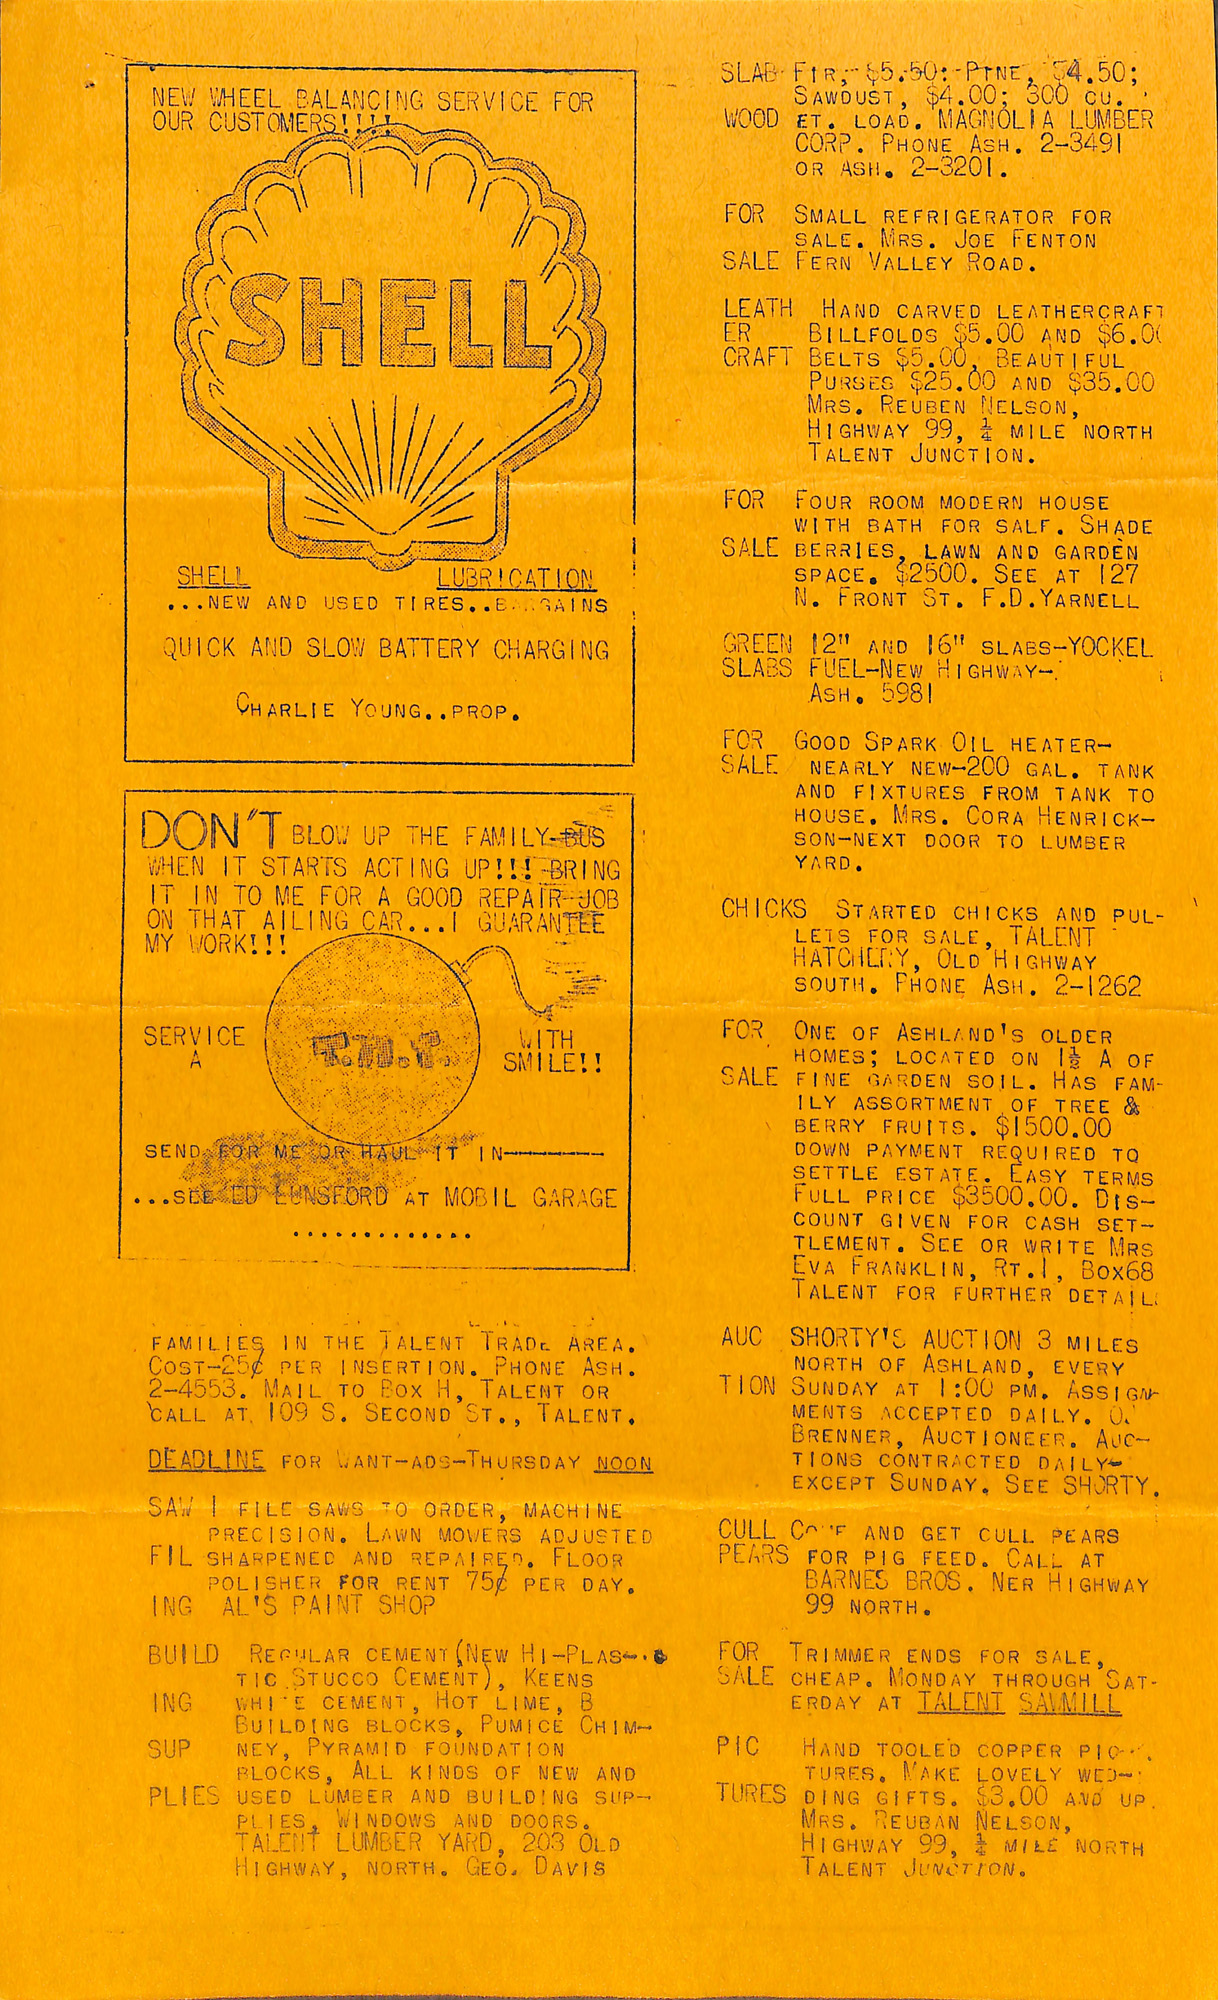 NEW WHEEL BALANCING SERVICE FOR
OUR CUSTOMERS!!!!
SHELL
SHELL LUBRICATION
...NEW AND USED TIRES..BARGAINS
QUICK AND SLOW BATTERY CHARGING
CHARLIE YOUNG..PROP.
DON'T BLOW UP THE FAMILY BUS
WHEN IT STARTS ACTING UP!!! BRING
IT IN TO ME FOR A GOOD REPAIR JOB
ON THAT AILING CAR...I GUARANTEE
MY WORK!!!
SERVICE WITH
A SMILE!!
T.N.T.
SEND FOR ME OR HAUL IT IN————
...SEE ED LUNSFORD AT MOBIL GARAGE
.............
FAMILIES IN THE TALENT TRADE AREA.
COST-25¢ PER INSERTION. PHONE ASH.
2-4553. MAIL TO BOX H, TALENT OR
CALL AT 109 S. SECOND ST., TALENT.
DEADLINE FOR WANT-ADS-THURSDAY NOON
SAW I FILE SAWS TO ORDER, MACHINE
PRECISION. LAWN MOWERS ADJUSTED
FIL SHARPENED AND REPAIRED. FLOOR
POLISHER FOR RENT 75¢ PER DAY.
ING AL'S PAINT SHOP
BUILD REGULAR CEMENT (NEW HI-PLAS-
TIC STUCCO CEMENT), KEENS
ING WHITE CEMENT, HOT LIME, B
BUILDING BLOCKS, PUMICE CHIM-
SUP NEY, PYRAMID FOUNDATION
BLOCKS, ALL KINDS OF NEW AND
PLIES USED LUMBER AND BUILDING SUP-
PLIES, WINDOWS AND DOORS.
TALENT LUMBER YARD, 203 OLD
HIGHWAY, NORTH. GEO. DAVIS
SLAB FIR, $5.50; PINE, $4.50;
SAWDUST, $4.00; 300 CU.
WOOD ET. LOAD. MAGNOLIA LUMBER
CORP. PHONE ASH. 2-3491
OR ASH. 2-3201.
FOR SMALL REFRIGERATOR FOR
SALE. MRS. JOE FENTON
SALE FERN VALLEY ROAD.
LEATH HAND CARVED LEATHERCRAFT
ER BILLFOLDS $5.00 AND $6.00
CRAFT BELTS $5.00, BEAUTIFUL
PURSES $25.00 AND $35.00
MRS. REUBEN NELSON,
HIGHWAY 99, ¼ MILE NORTH
TALENT JUNCTION.
FOR FOUR ROOM MODERN HOUSE
WITH BATH FOR SALE. SHADE
SALE BERRIES, LAWN AND GARDEN
SPACE. $2500. SEE AT 127
N. FRONT ST. F.D.YARNELL
GREEN 12" AND 16" SLABS-YOCKEL
SLABS FUEL-NEW HIGHWAY-
ASH. 5981
FOR GOOD SPARK OIL HEATER-
SALE NEARLY NEW-200 GAL. TANK
AND FIXTURES FROM TANK TO
HOUSE. MRS. CORA HENRICK-
SON-NEXT DOOR TO LUMBER
YARD.
CHICKS STARTED CHICKS AND PUL-
LETS FOR SALE, TALENT
HATCHERY, OLD HIGHWAY
SOUTH. PHONE ASH. 2-1262
FOR ONE OF ASHLAND'S OLDER
HOMES; LOCATED ON 1½ A OF
SALE FINE GARDEN SOIL. HAS FAM-
ILY ASSORTMENT OF TREE &
BERRY FRUITS. $1500.00
DOWN PAYMENT REQUIRED TO
SETTLE ESTATE. EASY TERMS
FULL PRICE $3500.00. DIS-
COUNT GIVEN FOR CASH SET-
TLEMENT. SEE OR WRITE MRS
EVA FRANKLIN, RT.1, BOX68
TALENT FOR FURTHER DETAIL
AUC SHORTY'S AUCTION 3 MILES
NORTH OF ASHLAND, EVERY
TION SUNDAY AT 1:00 PM. ASSIGN-
MENTS ACCEPTED DAILY.
BRENNER, AUCTIONEER. AUC-
TIONS CONTRACTED DAILY-
EXCEPT SUNDAY. SEE SHORTY.
CULL COME AND GET CULL PEARS
PEARS FOR PIG FEED. CALL AT
BARNES BROS. NER HIGHWAY
99 NORTH.
FOR TRIMMER ENDS FOR SALE,
SALE CHEAP. MONDAY THROUGH SAT-
ERDAY AT TALENT SAWMILL
PIC HAND TOOLED COPPER PIC-
TURES. MAKE LOVELY WED-
TURES DING GIFTS. $3.00 AND UP.
MRS. REUBAN NELSON,
HIGHWAY 99, ¼ MILE NORTH
TALENT JUNCTION.